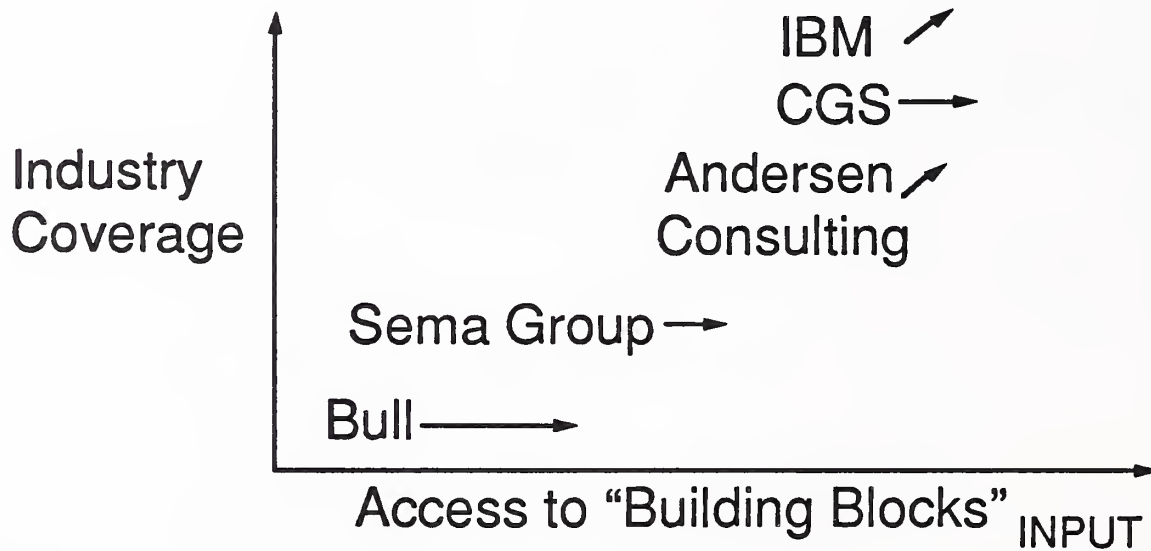 IBM
CGS
Industry
Coverage
Andersen
Consulting
Sema Group
Bull
Access to “Building Blocks”
INPUT